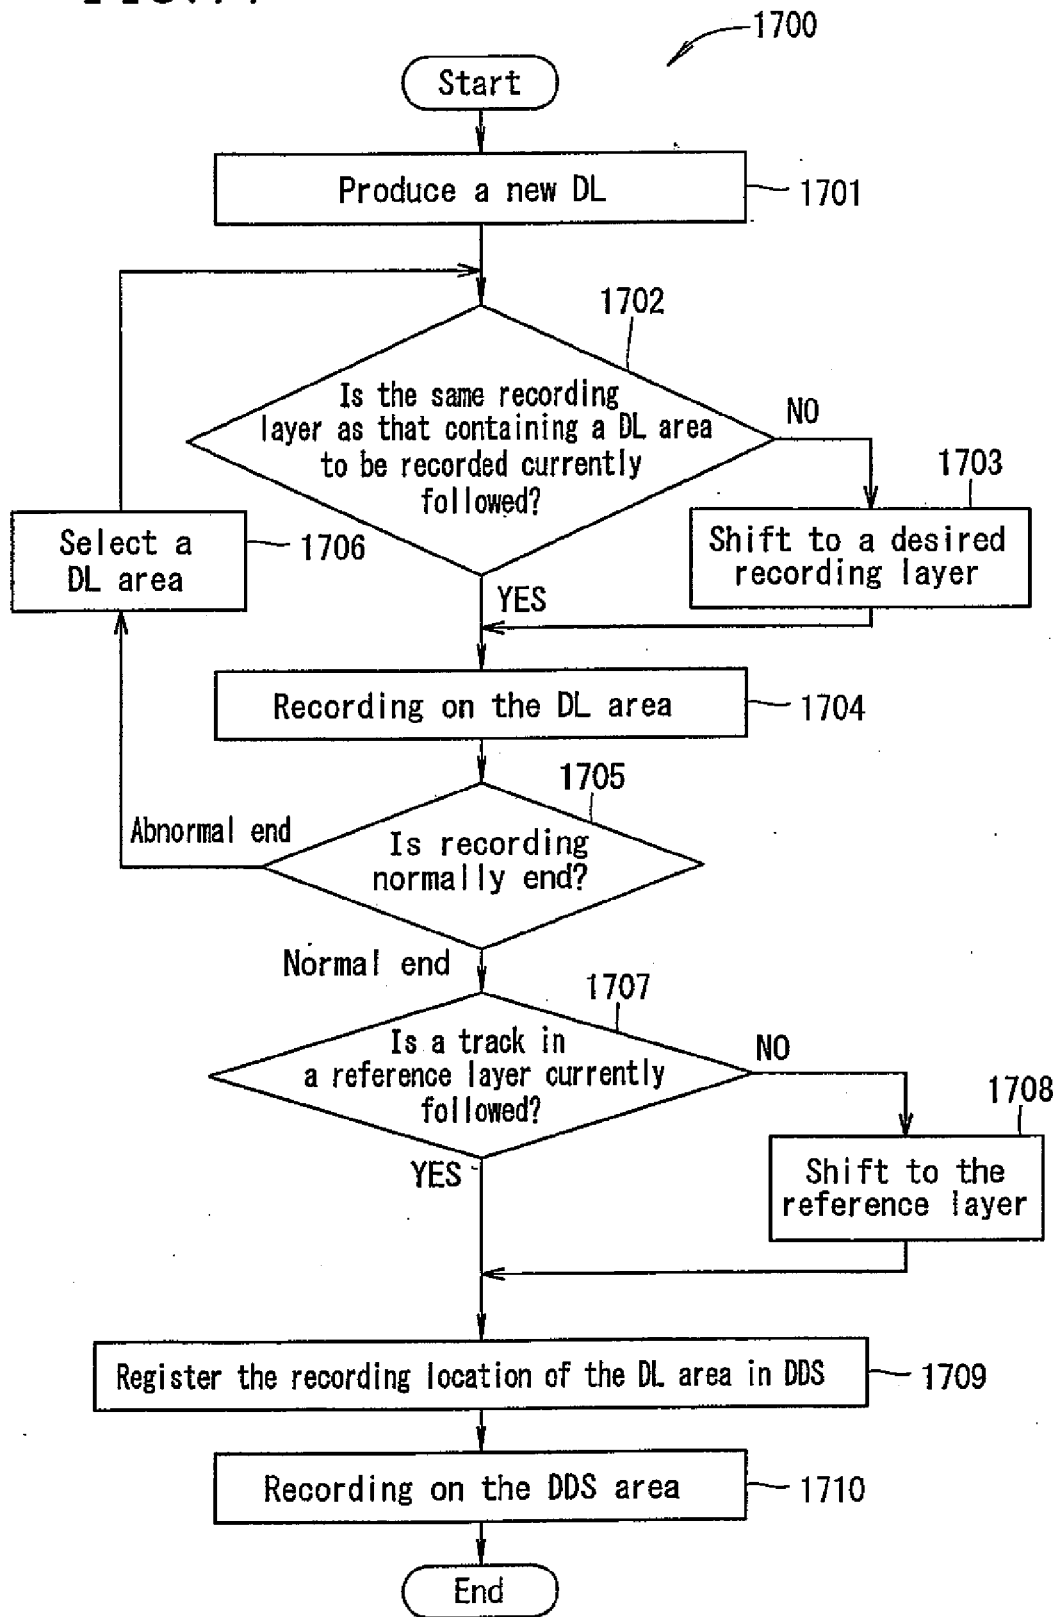 1700
Start
Produce a new DL
1701
1702
Is the same recording
layer as that containing a DL area
to be recorded currently
followed?
NO
1703
Shift to a desired
recording layer
Select a
DL area
1706
YES
Recording on the DL area
1704
1705
Is recording
normally end?
Abnormal end
Normal end
1707
Is a track in
a reference layer currently
followed?
NO
1708
Shift to the
reference layer
YES
Register the recording location of the DL area in DDS
1709
Recording on the DDS area
1710
End